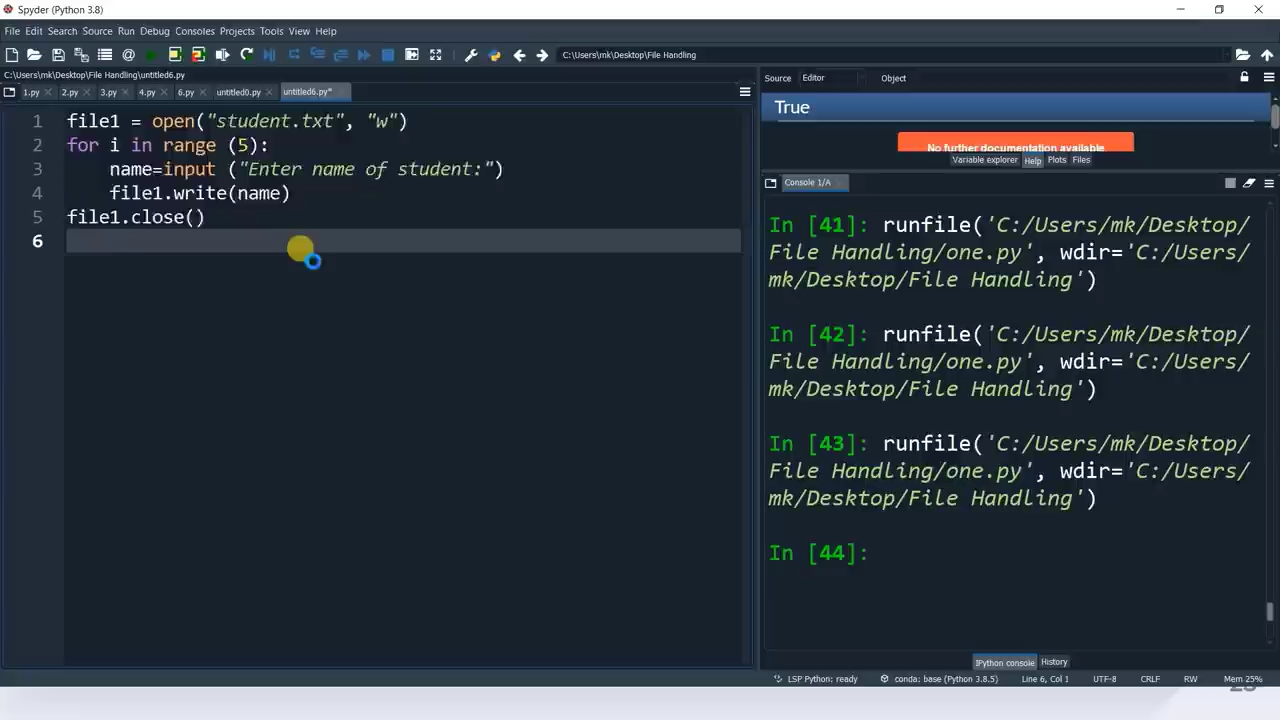 Spyder (Python 3.8)
File Edit Search Source Run Debug Consoles Projects Tools View Help
C:\Users\mk\Desktop\File Handling
C:\Users\mk\Desktop\File Handling\untitled6.py
1.py 2.py 3.py 4.py 6.py untitled0.py untitled6.py*
1 file1 = open("student.txt", "w")
2 for i in range (5):
3 name=input ("Enter name of student:")
4 file1.write(name)
5 file1.close()
6
Source Editor Object
True
No further documentation available
Variable explorer Help Plots Files
Console 1/A
In [41]: runfile('C:/Users/mk/Desktop/
File Handling/one.py', wdir='C:/Users/
mk/Desktop/File Handling')
In [42]: runfile('C:/Users/mk/Desktop/
File Handling/one.py', wdir='C:/Users/
mk/Desktop/File Handling')
In [43]: runfile('C:/Users/mk/Desktop/
File Handling/one.py', wdir='C:/Users/
mk/Desktop/File Handling')
In [44]:
IPython console History
LSP Python: ready conda: base (Python 3.8.5) Line 6, Col 1 UTF-8 CRLF RW Mem 25%